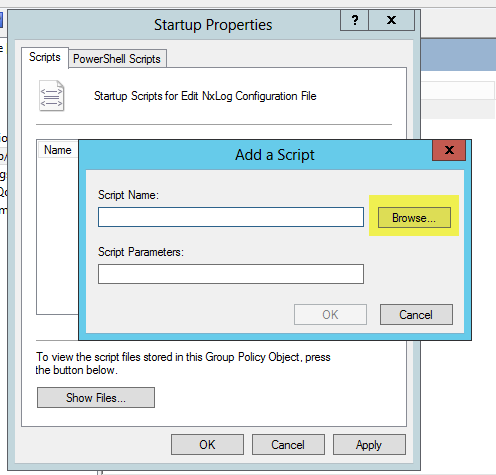 Startup Properties
?
X
Scripts
PowerShell Scripts
Startup Scripts for Edit NxLog Configuration File
Name
Add a Script
X
Script Name:
Browse...
Script Parameters:
OK
Cancel
To view the script files stored in this Group Policy Object, press
the button below.
Show Files...
OK
Cancel
Apply